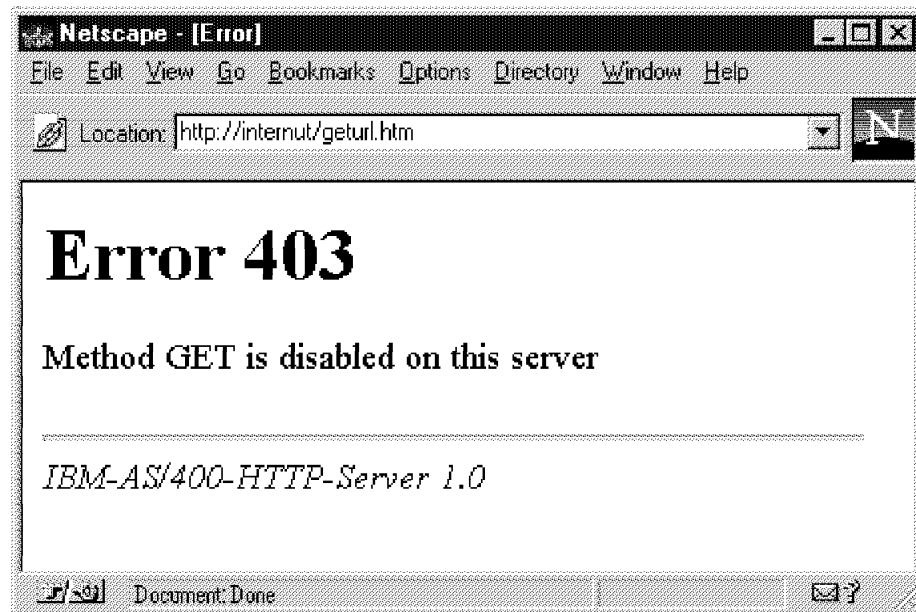 Netscape - [Error]
File Edit View Go Bookmarks Options Directory Window Help
Location: http://internut/geturl.htm
N
Error 403
Method GET is disabled on this server
IBM-AS/400-HTTP-Server 1.0
Document: Done
?